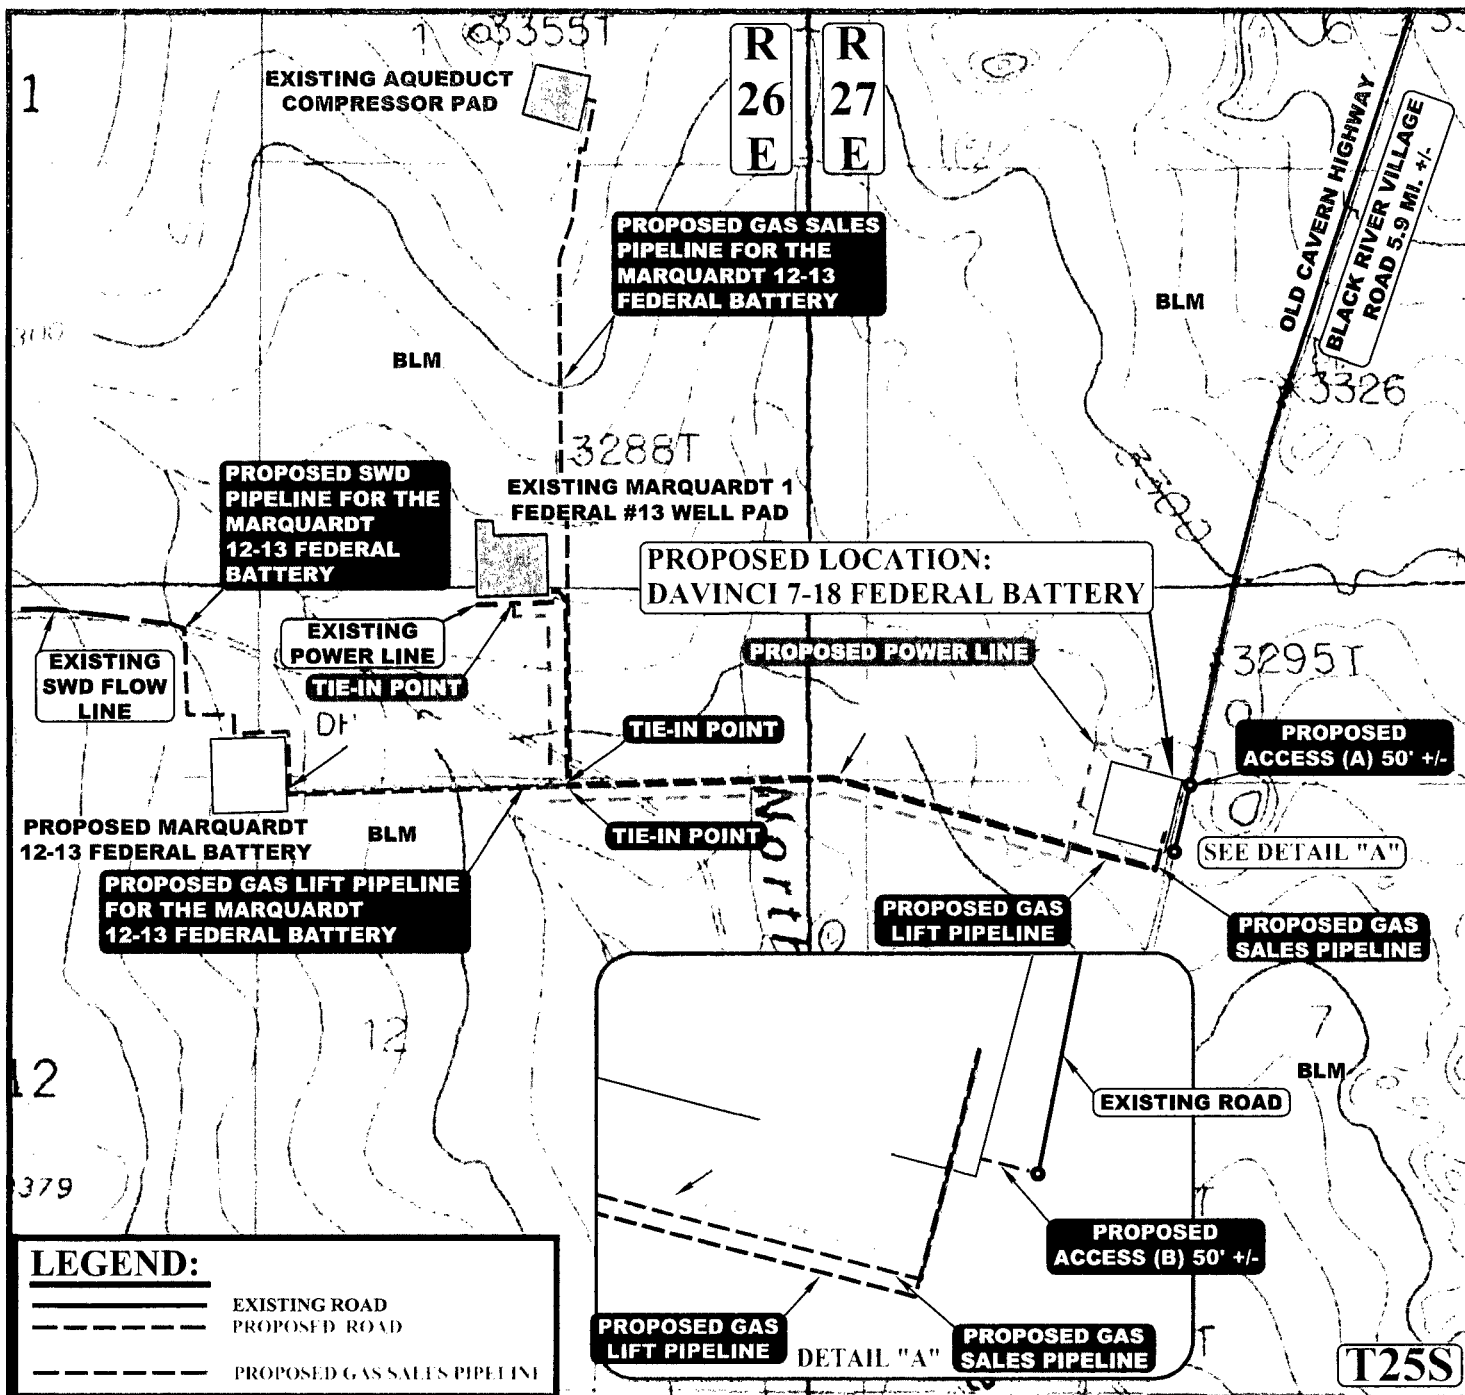 1
1
3355T
6
EXISTING AQUEDUCT
COMPRESSOR PAD
R
26
E
R
27
E
OLD CAVERN HIGHWAY
BLACK RIVER VILLAGE
ROAD 5.9 MI. +/-
PROPOSED GAS SALES
PIPELINE FOR THE
MARQUARDT 12-13
FEDERAL BATTERY
BLM
BLM
3326
3288T
3300
PROPOSED SWD
PIPELINE FOR THE
MARQUARDT
12-13 FEDERAL
BATTERY
EXISTING MARQUARDT 1
FEDERAL #13 WELL PAD
PROPOSED LOCATION:
DAVINCI 7-18 FEDERAL BATTERY
EXISTING
POWER LINE
PROPOSED POWER LINE
3295T
EXISTING
SWD FLOW
LINE
TIE-IN POINT
TIE-IN POINT
PROPOSED
ACCESS (A) 50' +/-
PROPOSED MARQUARDT
12-13 FEDERAL BATTERY
BLM
TIE-IN POINT
SEE DETAIL "A"
PROPOSED GAS LIFT PIPELINE
FOR THE MARQUARDT
12-13 FEDERAL BATTERY
PROPOSED GAS
LIFT PIPELINE
PROPOSED GAS
SALES PIPELINE
12
12
7
BLM
EXISTING ROAD
PROPOSED
ACCESS (B) 50' +/-
PROPOSED GAS
LIFT PIPELINE
DETAIL "A"
PROPOSED GAS
SALES PIPELINE
LEGEND:
EXISTING ROAD
PROPOSED ROAD
PROPOSED GAS SALES PIPELINE
T25S